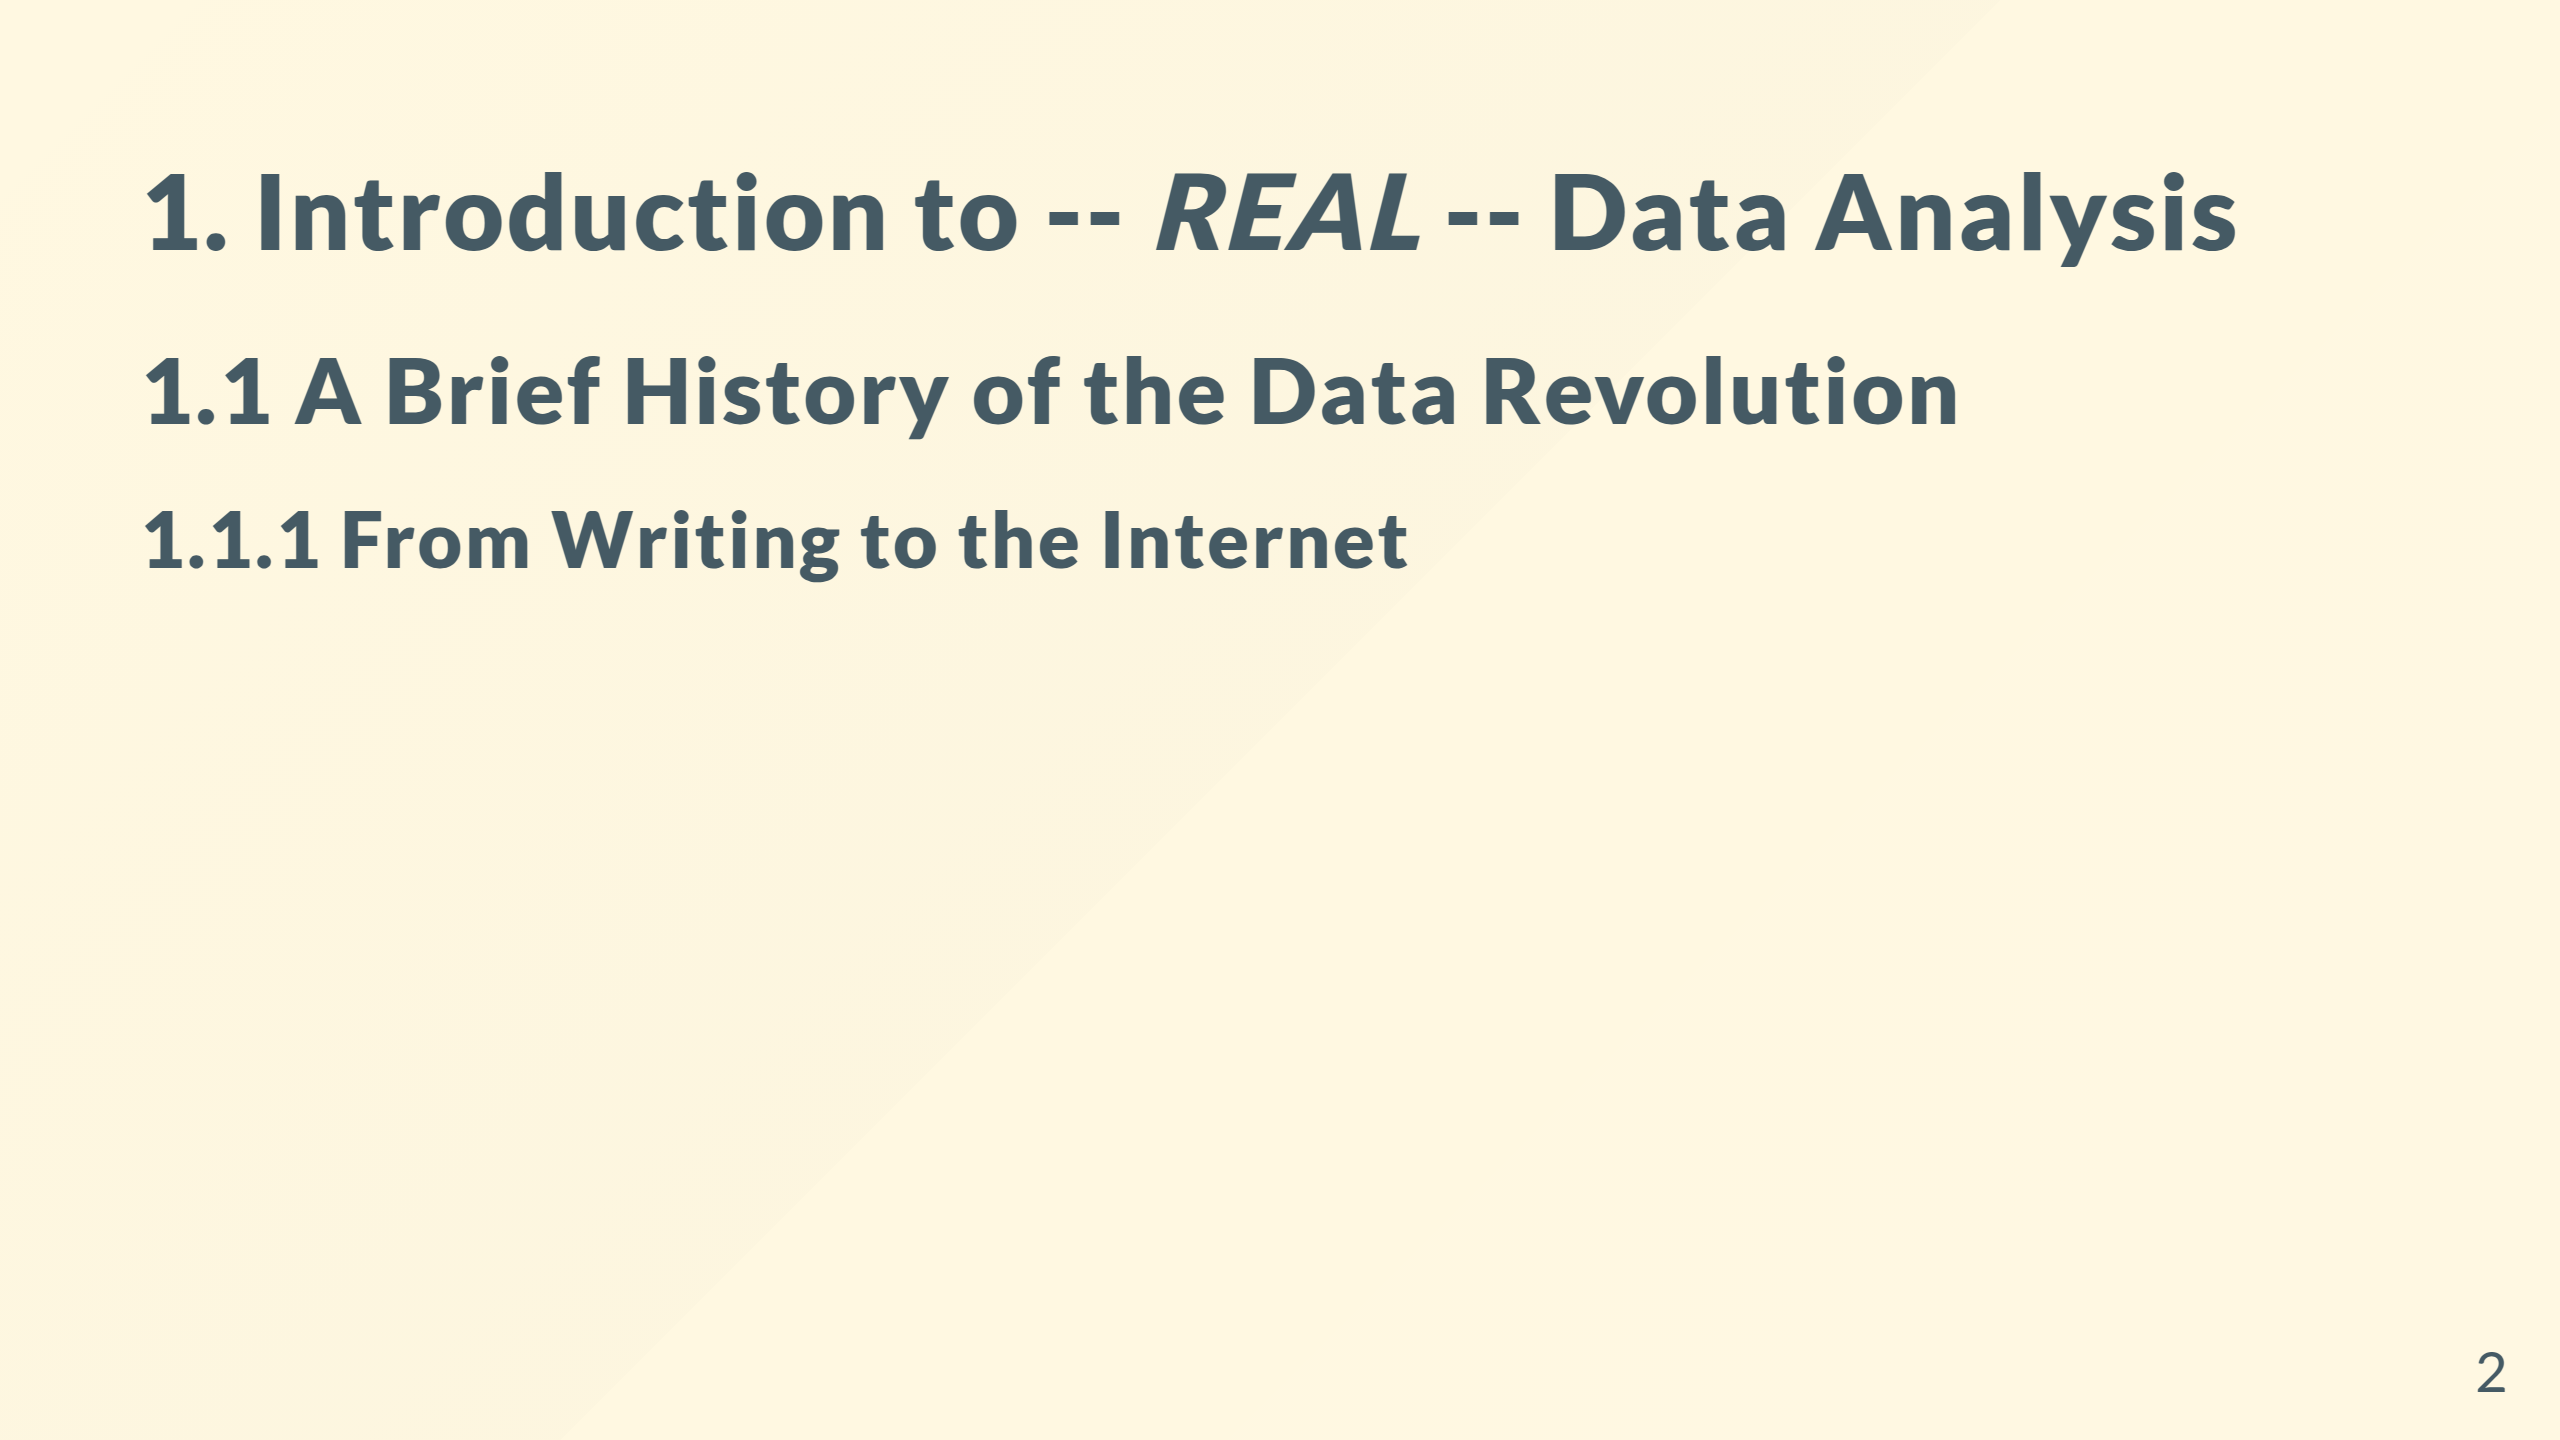 1. Introduction to -- REAL -- Data Analysis
1.1 A Brief History of the Data Revolution
1.1.1 From Writing to the Internet
2